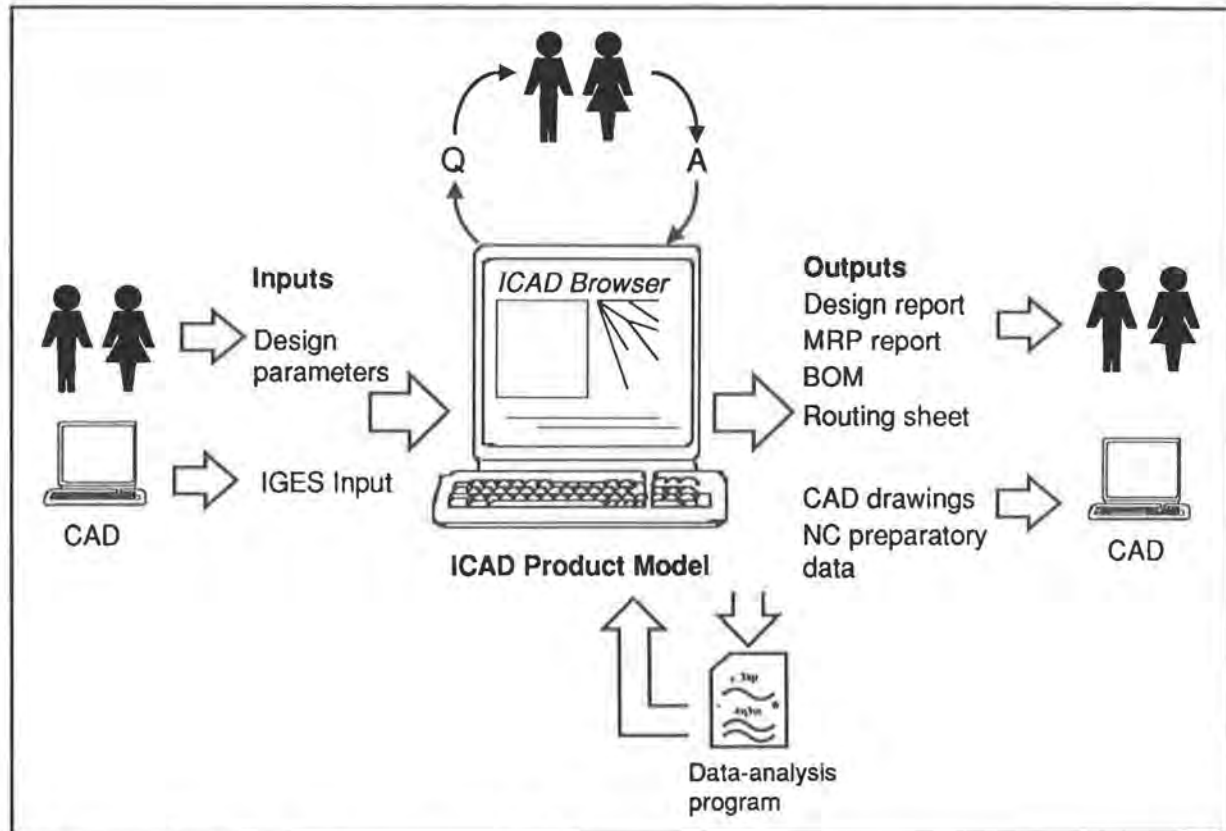 Q
A
ICAD Browser
Inputs
Design
parameters
IGES Input
CAD
ICAD Product Model
Outputs
Design report
MRP report
BOM
Routing sheet
CAD drawings
NC preparatory
data
CAD
Data-analysis
program